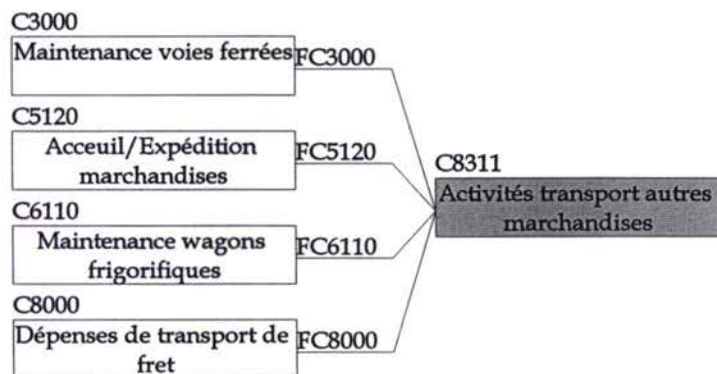 C3000
Maintenance voies ferrées
FC3000
C5120
Acceuil/Expédition
marchandises
FC5120
C8311
Activités transport autres
marchandises
C6110
Maintenance wagons
frigorifiques
FC6110
C8000
Dépenses de transport de
fret
FC8000